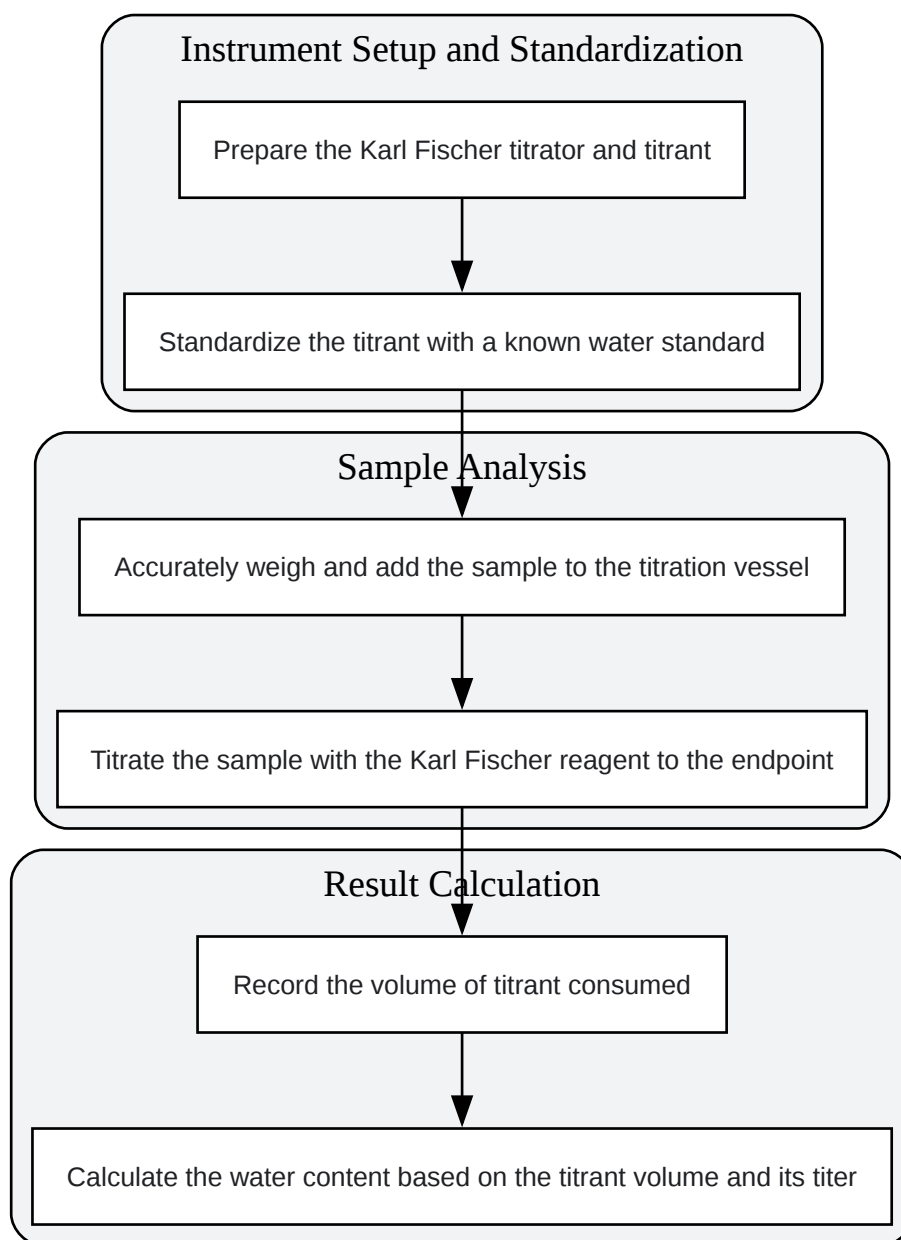 Instrument Setup and Standardization
Prepare the Karl Fischer titrator and titrant
Standardize the titrant with a known water standard
Sample Analysis
Accurately weigh and add the sample to the titration vessel
Titrate the sample with the Karl Fischer reagent to the endpoint
Result Calculation
Record the volume of titrant consumed
Calculate the water content based on the titrant volume and its titer